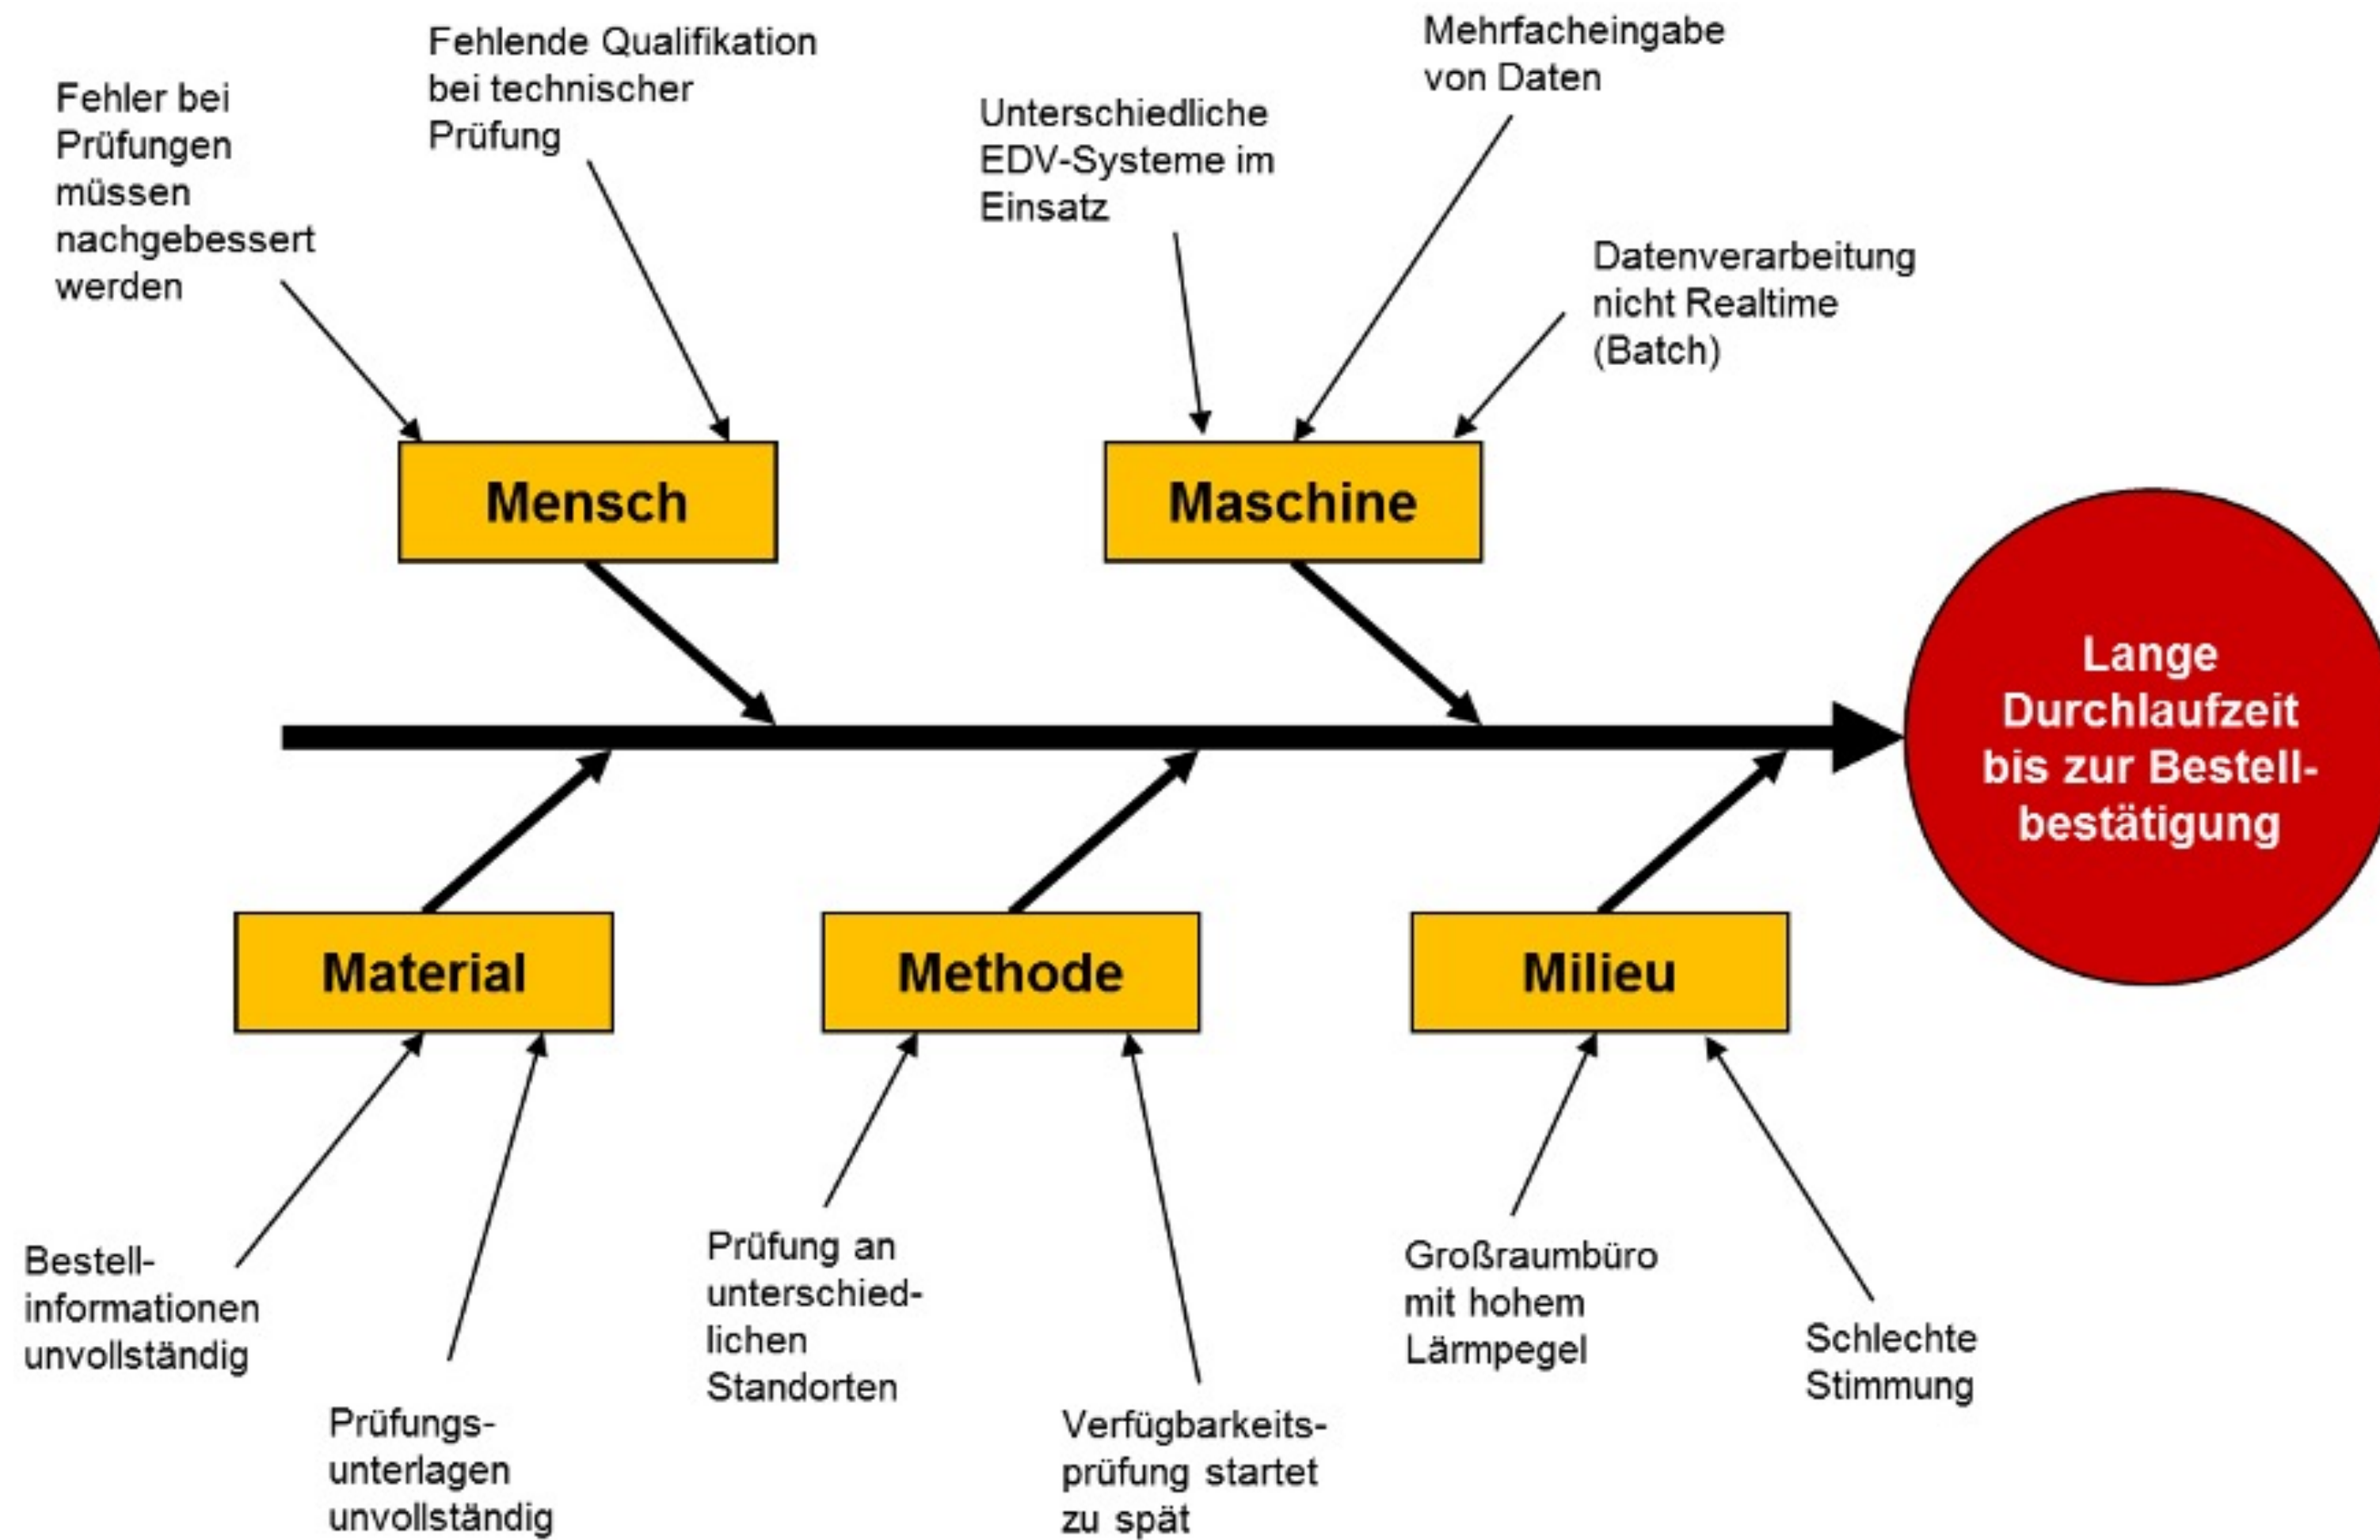 Fehler bei
Prüfungen
müssen
nachgebessert
werden
Fehlende Qualifikation
bei technischer
Prüfung
Unterschiedliche
EDV-Systeme im
Einsatz
Mehrfacheingabe
von Daten
Datenverarbeitung
nicht Realtime
(Batch)
Mensch
Maschine
Lange
Durchlaufzeit
bis zur Bestell-
bestätigung
Material
Methode
Milieu
Bestell-
informationen
unvollständig
Prüfungs-
unterlagen
unvollständig
Prüfung an
unterschied-
lichen
Standorten
Verfügbarkeits-
prüfung startet
zu spät
Großraumbüro
mit hohem
Lärmpegel
Schlechte
Stimmung